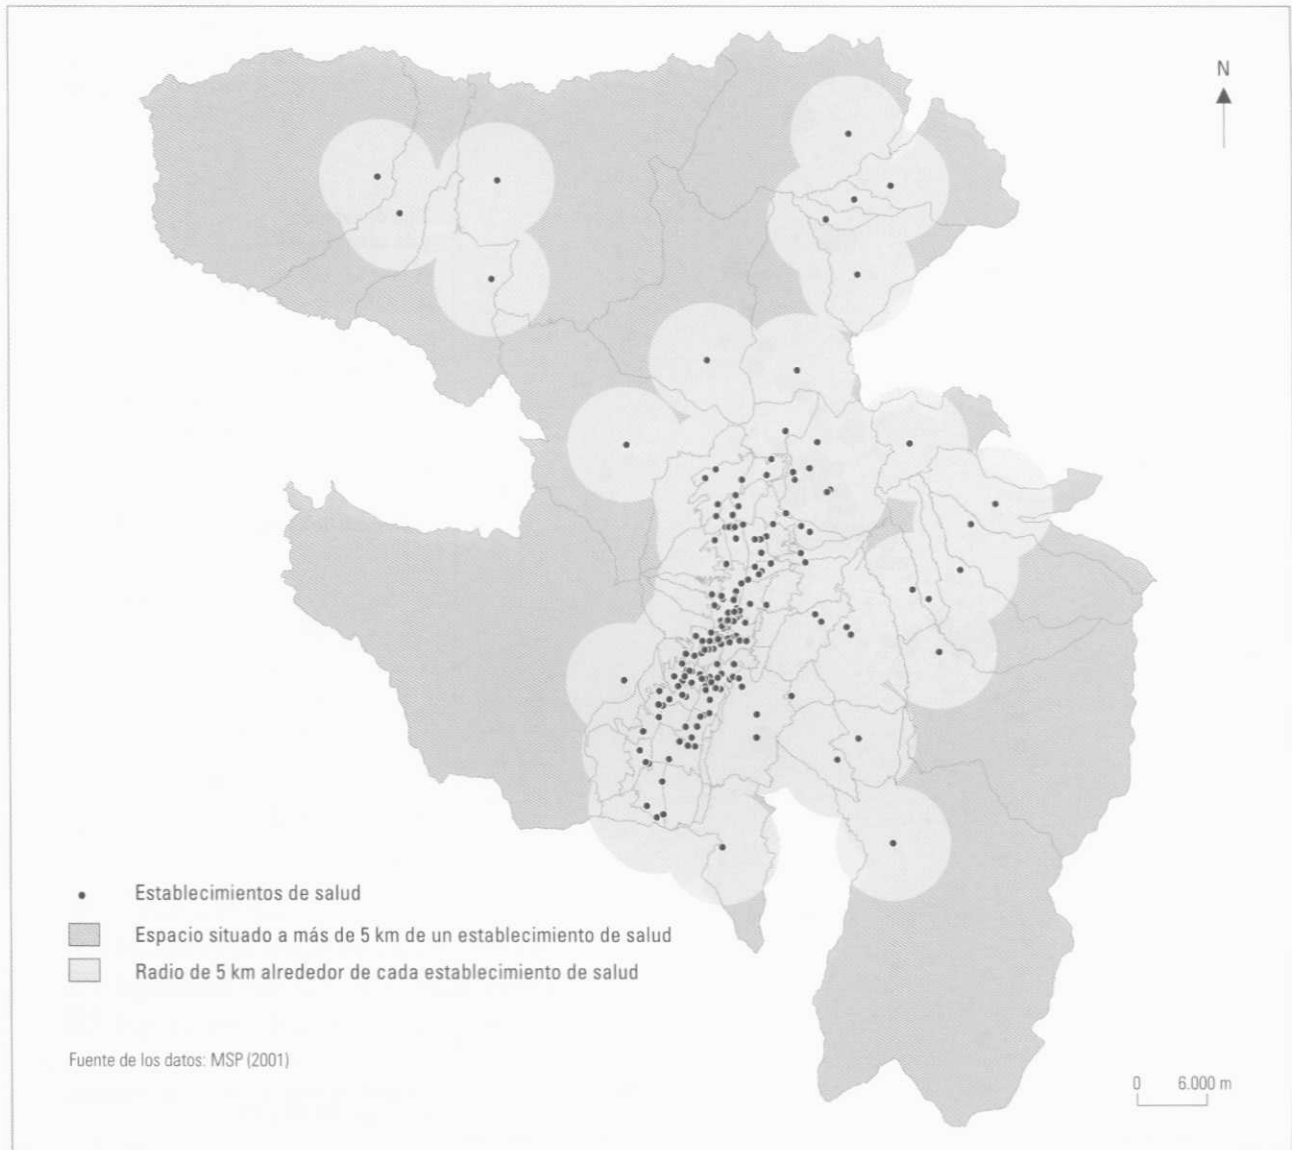 N
Establecimientos de salud
Espacio situado a más de 5 km de un establecimiento de salud
Radio de 5 km alrededor de cada establecimiento de salud
Fuente de los datos: MSP (2001)
0 6.000 m